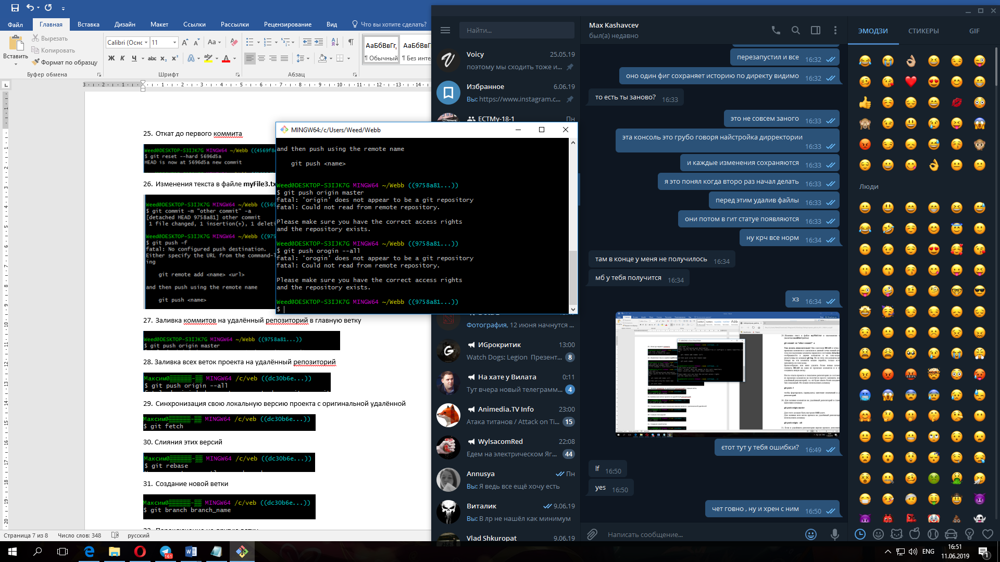 Файл
Главная
Вставка
Дизайн
Макет
Ссылки
Рассылки
Рецензирование
Вид
Что вы хотите сделать?
Вставить
Вырезать
Копировать
Формат по образцу
Буфер обмена
Calibri (Оснс
11
Шрифт
Абзац
АаБбВвГг,
¶ Обычный
АаБбВвГг
¶ Без инте
25. Откат до первого коммита
Weed@DESKTOP-S3IJK7G MINGW64 ~/Webb ((4569f8
$ git reset --hard 5696d5a
HEAD is now at 5696d5a new commit
26. Изменения текста в файле myFile3.tx
Weed@DESKTOP-S3IJK7G MINGW64 ~/Webb ((569
$ git commit -m "other commit" -a
[detached HEAD 9758a81] other commit
1 file changed, 1 insertion(+), 1 deleti
Weed@DESKTOP-S3IJK7G MINGW64 ~/Webb ((975
$ git push -f
fatal: No configured push destination.
Either specify the URL from the command-l
ing
git remote add <name> <url>
and then push using the remote name
git push <name>
27. Заливка коммитов на удалённый репозиторий в главную ветку
Weed@DESKTOP-S3IJK7G MINGW64 ~/Webb ((9758a81...))
$ git push origin master
28. Заливка всех веток проекта на удалённый репозиторий
MINGW64 /c/veb ((dc30b6e...))
$ git push origin --all
29. Синхронизация свою локальную версию проекта с оригинальной удалённой
MINGW64 /c/veb ((dc30b6e...))
$ git fetch
30. Слияния этих версий
MINGW64 /c/veb ((dc30b6e...))
$ git rebase
31. Создание новой ветки
MINGW64 /c/veb ((dc30b6e...))
$ git branch branch_name
Страница 7 из 8
Число слов: 348
русский
MINGW64:/c/Users/Weed/Webb
and then push using the remote name
git push <name>
Weed@DESKTOP-S3IJK7G MINGW64 ~/Webb ((9758a81...))
$ git push origin master
fatal: 'origin' does not appear to be a git repository
fatal: Could not read from remote repository.
Please make sure you have the correct access rights
and the repository exists.
Weed@DESKTOP-S3IJK7G MINGW64 ~/Webb ((9758a81...))
$ git push orogin --all
fatal: 'orogin' does not appear to be a git repository
fatal: Could not read from remote repository.
Please make sure you have the correct access rights
and the repository exists.
Weed@DESKTOP-S3IJK7G MINGW64 ~/Webb ((9758a81...))
$
Найти...
Voicy 25.05.19
поэтому мы сходить тоже и...
Избранное 6.06.19
Вы: https://www.instagram.c...
ЕСТМу-18-1 Пн
Фотография, 12 июня начнутся ...
ИGрокритик 13:00
Watch Dogs: Legion Презент... 8
На хате у Вилата 0:11
Тут вчера новый телеграмм... 4
Animedia.TV Info 23:00
Атака титанов / Attack on Ti... 15
WylsacomRed 22:08
Едем на электрическом Яг... 44
Annusya Пн
Вы: Я ведь все ещё хочу есть
Виталик 9.06.19
Вы: В лр не нашёл как минимум
Vlad Shkuropat 9.06.19
Max Kashavcev
был(а) недавно
перезапустил и все 16:32
оно один фиг сохраняет историю по директу видимо 16:32
то есть ты заново? 16:33
это не совсем заного 16:33
эта консоль это грубо говоря найстройка дирректории 16:33
и каждые изменения сохраняются 16:33
я это понял когда второ раз начал делать 16:33
перед этим удалив файлы 16:33
они потом в гит статуе появляются 16:33
ну крч все норм 16:34
там в конце у меня не получилось 16:34
мб у тебя получится 16:34
хз 16:34
єтот тут у тебя ошибки? 16:49
lf 16:50
yes 16:50
чет говно , ну и хрен с ним 16:50
Написать сообщение...
ЭМОДЗИ
СТИКЕРЫ
GIF
Люди
161
ENG
16:51
11.06.2019
1